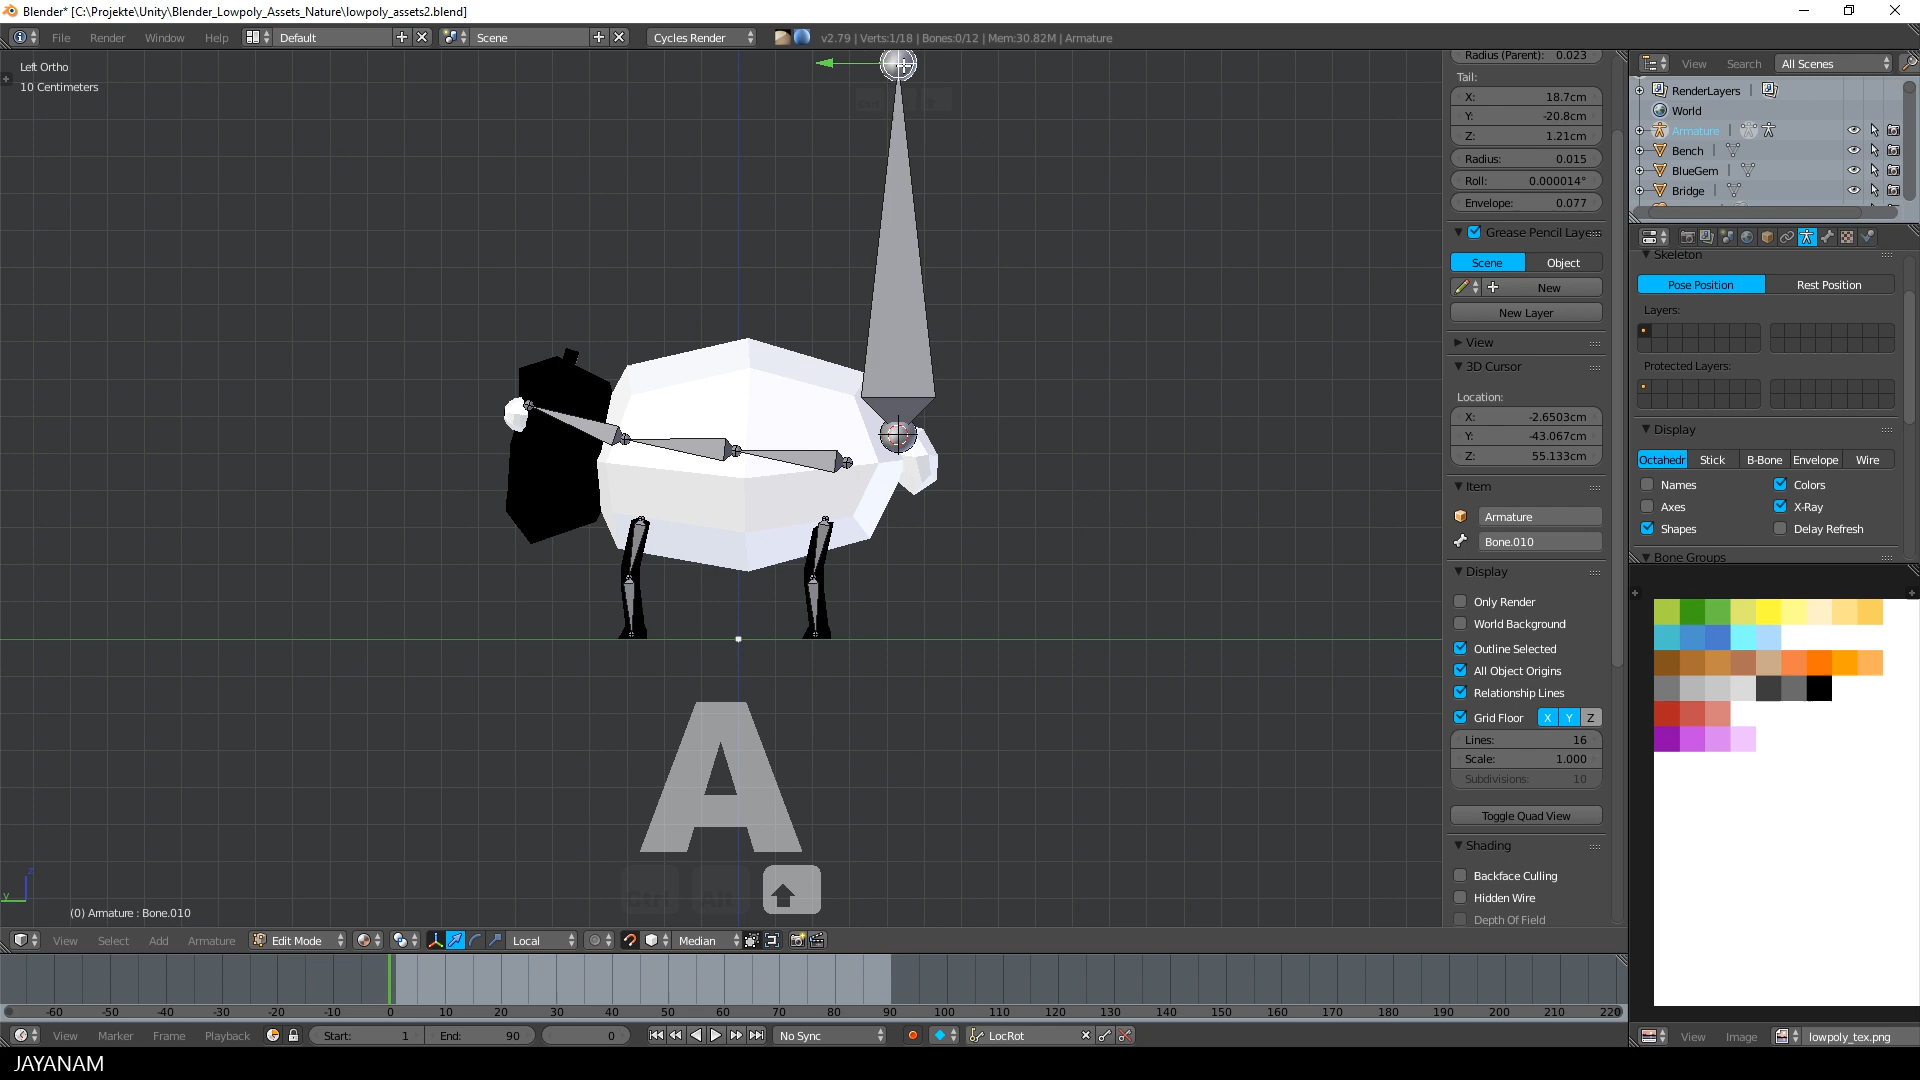 Blender* [C:\Projekte\Unity\Blender_Lowpoly_Assets_Nature\lowpoly_assets2.blend]
File Render Window Help Default Scene Cycles Render v2.79 | Verts:1/18 | Bones:0/12 | Mem:30.82M | Armature
Left Ortho
10 Centimeters
Radius (Parent): 0.023
Tail:
X: 18.7cm
Y: -20.8cm
Z: 1.21cm
Radius: 0.015
Roll: 0.000014°
Envelope: 0.077
Grease Pencil Laye
Scene Object
New
New Layer
View
3D Cursor
Location:
X: -2.6503cm
Y: -43.067cm
Z: 55.133cm
Item
Armature
Bone.010
Display
Only Render
World Background
Outline Selected
All Object Origins
Relationship Lines
Grid Floor X Y Z
Lines: 16
Scale: 1.000
Subdivisions: 10
Toggle Quad View
Shading
Backface Culling
Hidden Wire
Depth Of Field
View Search All Scenes
RenderLayers |
World
Armature |
Bench |
BlueGem |
Bridge |
Skeleton
Pose Position Rest Position
Layers:
Protected Layers:
Display
Octahedr Stick B-Bone Envelope Wire
Names Colors
Axes X-Ray
Shapes Delay Refresh
Bone Groups
A
Ctrl Alt
z
y
(0) Armature : Bone.010
View Select Add Armature Edit Mode Local Median
-60 -50 -40 -30 -20 -10 0 10 20 30 40 50 60 70 80 90 100 110 120 130 140 150 160 170 180 190 200 210 220
View Marker Frame Playback Start: 1 End: 90 0 No Sync LocRot
View Image lowpoly_tex.png
JAYANAM